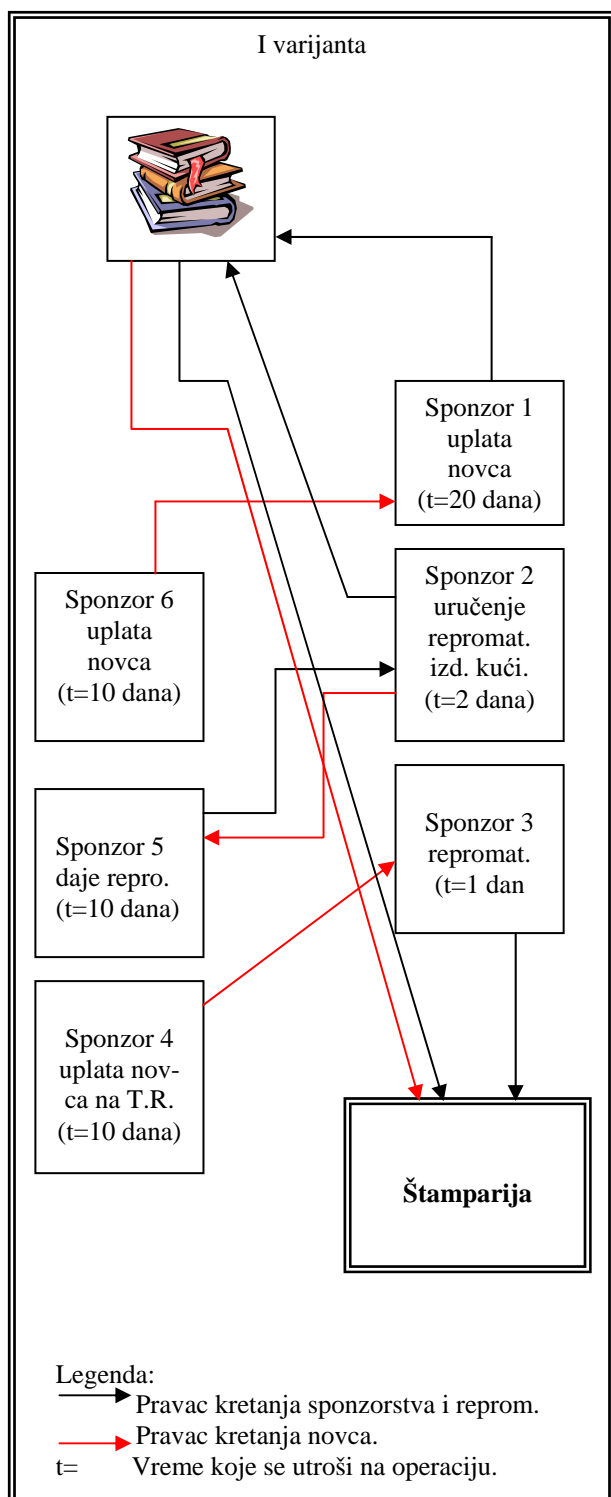 I varijanta
Sponzor 1
uplata
novca
(t=20 dana)
Sponzor 6
uplata
novca
(t=10 dana)
Sponzor 2
uručenje
repromat.
izd. kući.
(t=2 dana)
Sponzor 5
daje repro.
(t=10 dana)
Sponzor 3
repromat.
(t=1 dan
Sponzor 4
uplata nov-
ca na T.R.
(t=10 dana)
Štamparija
Legenda:
Pravac kretanja sponzorstva i reprom.
Pravac kretanja novca.
t= Vreme koje se utroši na operaciju.